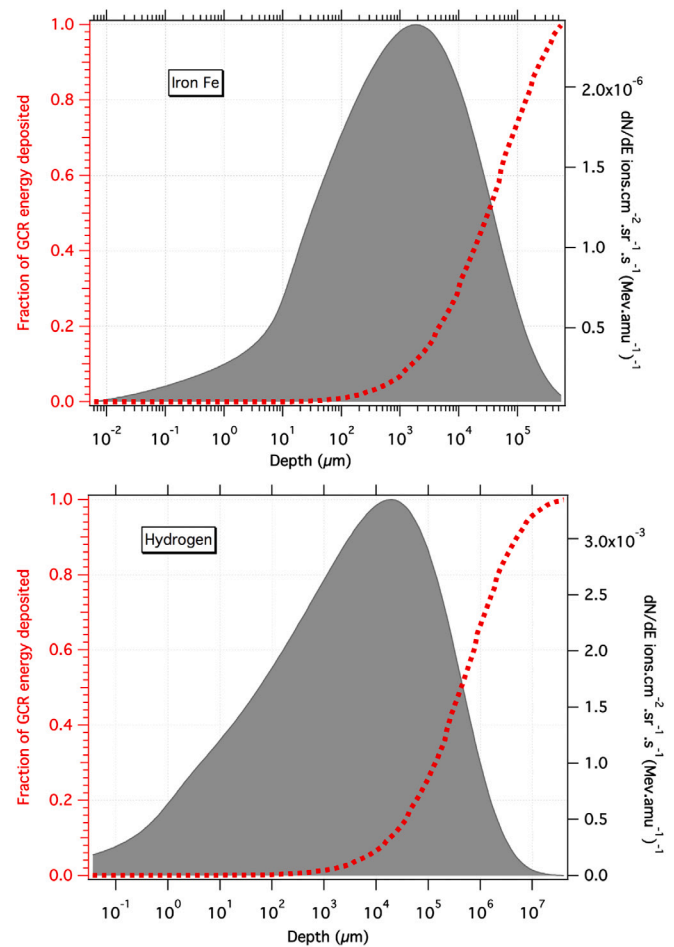 Iron Fe
Fraction of GCR energy deposited
1.0
0.8
0.6
0.4
0.2
0.0
2.0x10⁻⁶
1.5
1.0
0.5
dN/dE ions.cm⁻².sr⁻¹.s⁻¹(Mev.amu⁻¹)⁻¹
10⁻² 10⁻¹ 10⁰ 10¹ 10² 10³ 10⁴ 10⁵
Depth (µm)
Hydrogen
Fraction of GCR energy deposited
1.0
0.8
0.6
0.4
0.2
0.0
3.0x10⁻³
2.5
2.0
1.5
1.0
0.5
0.0
dN/dE ions.cm⁻².sr⁻¹.s⁻¹(Mev.amu⁻¹)⁻¹
10⁻¹ 10⁰ 10¹ 10² 10³ 10⁴ 10⁵ 10⁶ 10⁷
Depth (µm)